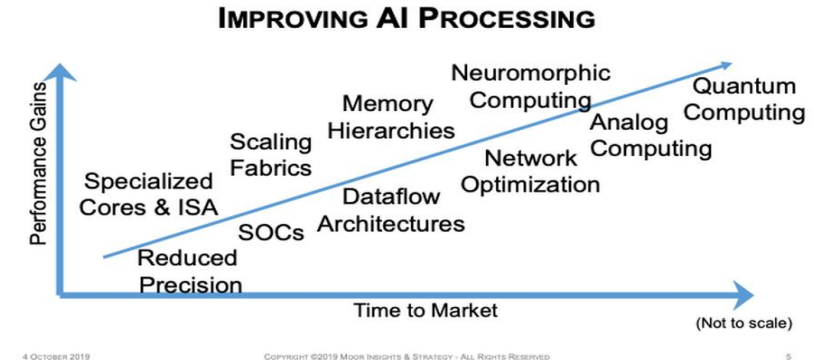 IMPROVING AI PROCESSING
Performance Gains
Neuromorphic
Computing
Quantum
Computing
Memory
Hierarchies
Analog
Computing
Scaling
Fabrics
Network
Optimization
Specialized
Cores & ISA
Dataflow
Architectures
SOCs
Reduced
Precision
Time to Market
(Not to scale)
4 OCTOBER 2019
COPYRIGHT ©2019 MOOR INSIGHTS & STRATEGY - ALL RIGHTS RESERVED
5